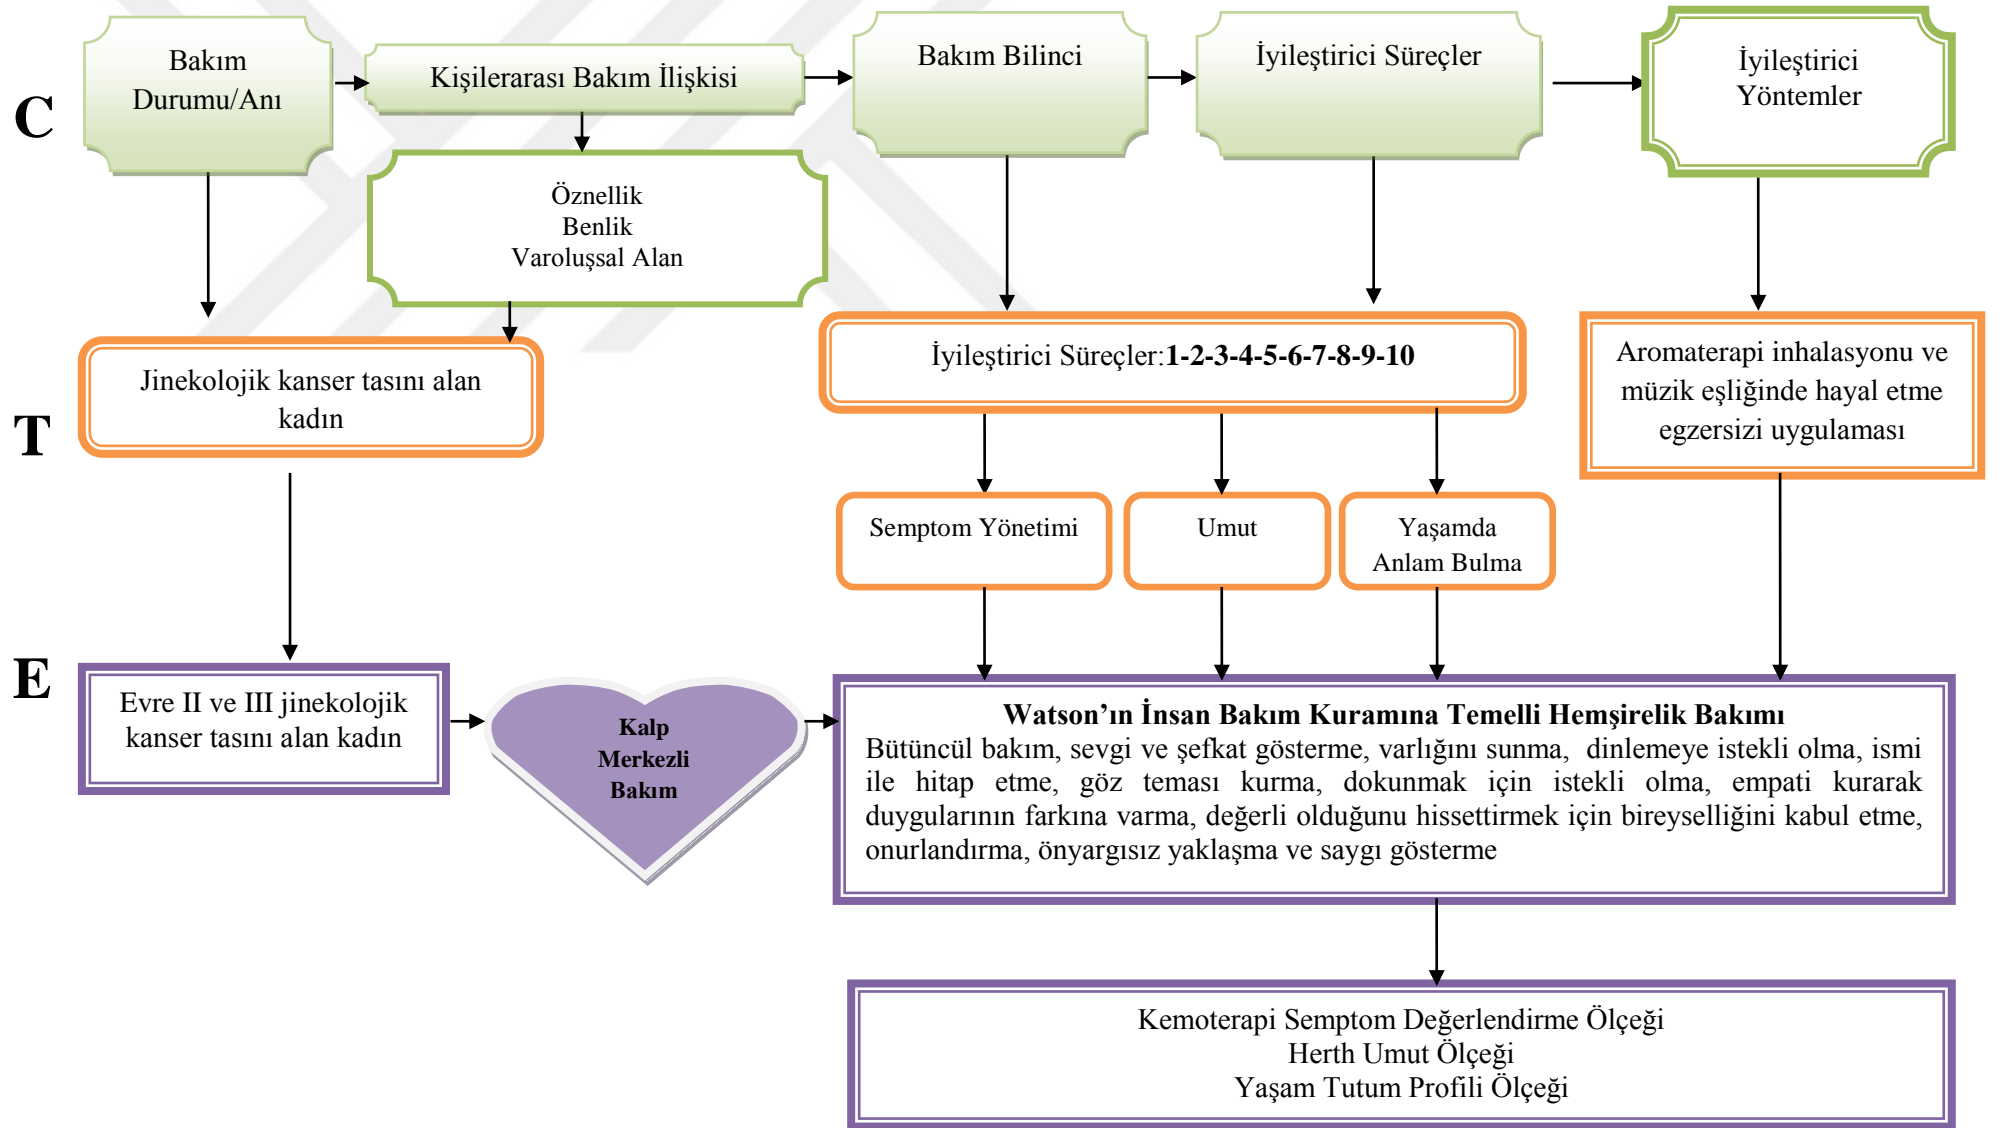 C
Bakım
Durumu/Anı
Kişilerarası Bakım İlişkisi
Bakım Bilinci
İyileştirici Süreçler
İyileştirici
Yöntemler
Öznellik
Benlik
Varoluşsal Alan
T
Jinekolojik kanser tasını alan
kadın
İyileştirici Süreçler:1-2-3-4-5-6-7-8-9-10
Aromaterapi inhalasyonu ve
müzik eşliğinde hayal etme
egzersizi uygulaması
Semptom Yönetimi
Umut
Yaşamda
Anlam Bulma
E
Evre II ve III jinekolojik
kanser tasını alan kadın
Kalp
Merkezli
Bakım
Watson’ın İnsan Bakım Kuramına Temelli Hemşirelik Bakımı
Bütüncül bakım, sevgi ve şefkat gösterme, varlığını sunma, dinlemeye istekli olma, ismi
ile hitap etme, göz teması kurma, dokunmak için istekli olma, empati kurarak
duygularının farkına varma, değerli olduğunu hissettirmek için bireyselliğini kabul etme,
onurlandırma, önyargısız yaklaşma ve saygı gösterme
Kemoterapi Semptom Değerlendirme Ölçeği
Herth Umut Ölçeği
Yaşam Tutum Profili Ölçeği